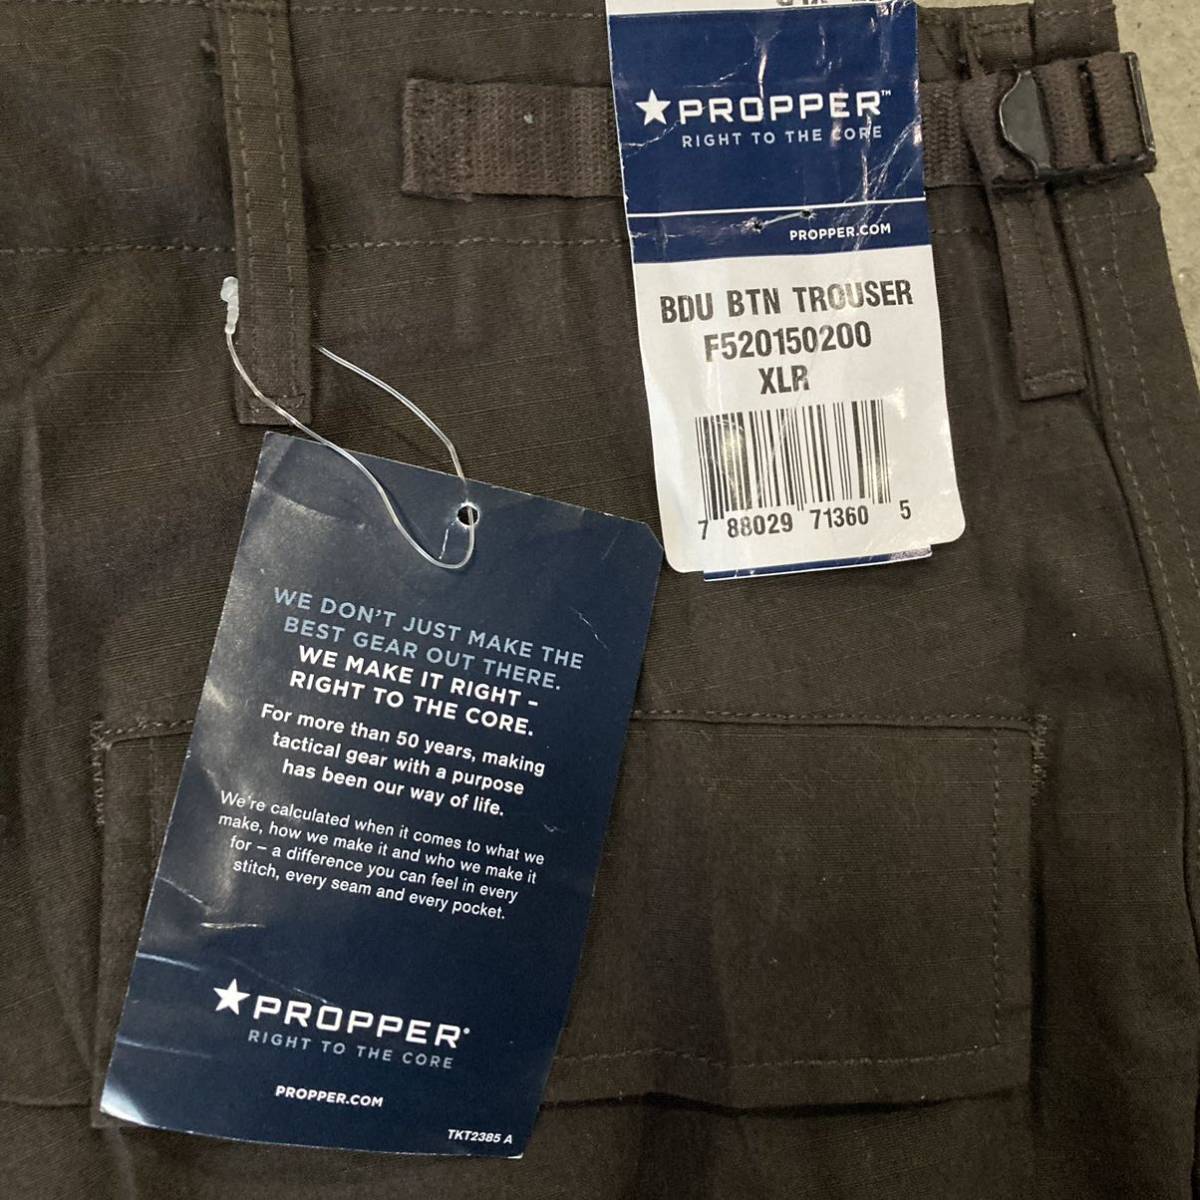 PROPPER™
RIGHT TO THE CORE
PROPPER.COM
BDU BTN TROUSER
F520150200
XLR
7 88029 71360 5
WE DON'T JUST MAKE THE
BEST GEAR OUT THERE.
WE MAKE IT RIGHT –
RIGHT TO THE CORE.
For more than 50 years, making
tactical gear with a purpose
has been our way of life.
We're calculated when it comes to what we
make, how we make it and who we make it
for – a difference you can feel in every
stitch, every seam and every pocket.
PROPPER®
RIGHT TO THE CORE
PROPPER.COM
TKT2385 A